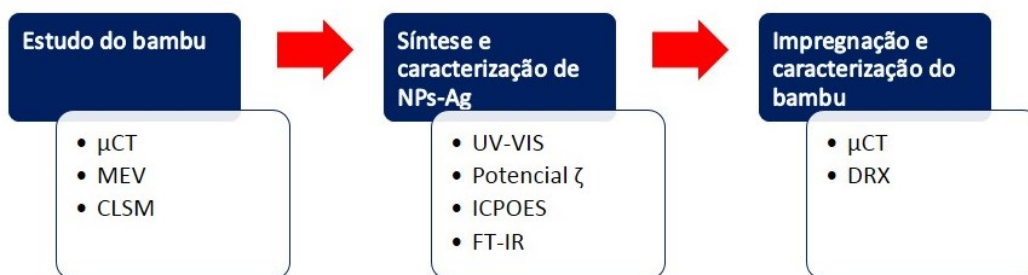 Estudo do bambu
• μCT
• MEV
• CLSM
Síntese e
caracterização de
NPs-Ag
• UV-VIS
• Potencial ζ
• ICPOES
• FT-IR
Impregnação e
caracterização do
bambu
• μCT
• DRX